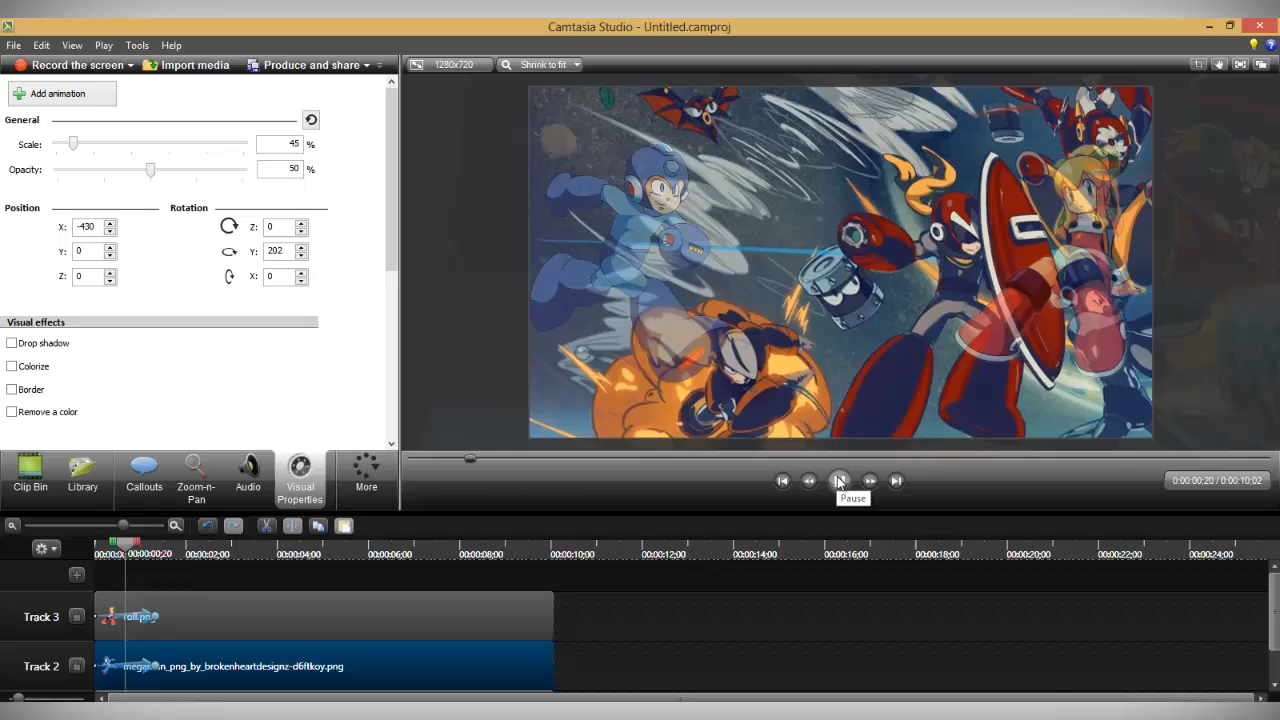 Camtasia Studio - Untitled.camproj
File Edit View Play Tools Help
Record the screen Import media Produce and share
1280x720 Shrink to fit
Add animation
General
Scale: 45 %
Opacity: 50 %
Position Rotation
X: -430 Z: 0
Y: 0 Y: 202
Z: 0 X: 0
Visual effects
Drop shadow
Colorize
Border
Remove a color
Clip Bin Library Callouts Zoom-n-Pan Audio Visual Properties More
Pause
0:00:00;20 / 0:00:10;02
00:00:00;20 00:00:02;00 00:00:04;00 00:00:06;00 00:00:08;00 00:00:10;00 00:00:12;00 00:00:14;00 00:00:16;00 00:00:18;00 00:00:20;00 00:00:22;00 00:00:24;00
Track 3 roll.png
Track 2 _png_by_brokenheartdesignz-d6ftkoy.png